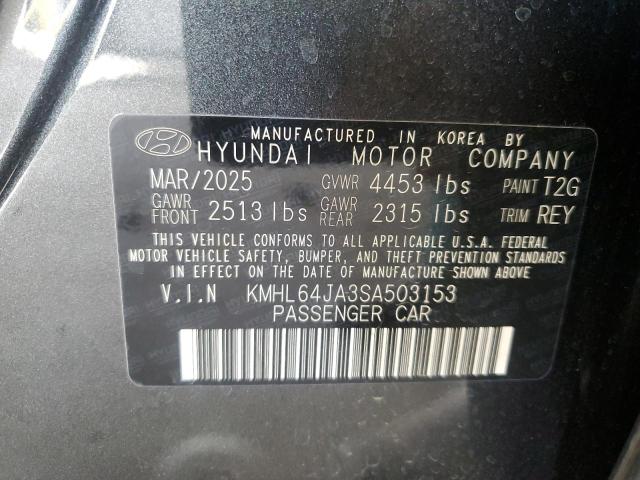 MANUFACTURED IN KOREA BY
HYUNDAI MOTOR COMPANY
MAR/2025 GVWR 4453 lbs PAINT T2G
GAWR FRONT 2513 lbs GAWR REAR 2315 lbs TRIM REY
THIS VEHICLE CONFORMS TO ALL APPLICABLE U.S.A. FEDERAL
MOTOR VEHICLE SAFETY, BUMPER, AND THEFT PREVENTION STANDARDS
IN EFFECT ON THE DATE OF MANUFACTURE SHOWN ABOVE
V.I.N KMHL64JA3SA503153
PASSENGER CAR